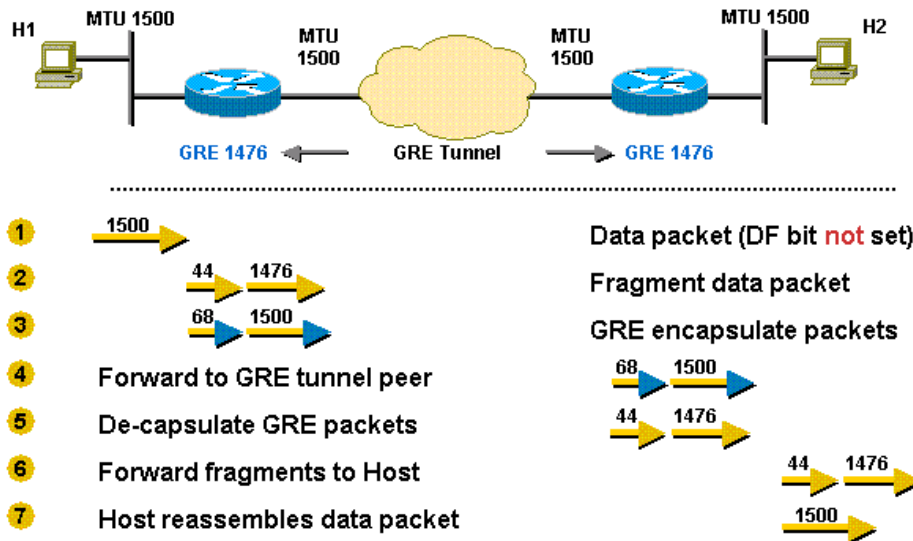 H1
MTU 1500
MTU 1500
MTU 1500
MTU 1500
H2
GRE 1476
GRE Tunnel
GRE 1476
1
1500
Data packet (DF bit not set)
2
44 1476
Fragment data packet
3
68 1500
GRE encapsulate packets
4
Forward to GRE tunnel peer
68 1500
5
De-capsulate GRE packets
44 1476
6
Forward fragments to Host
44 1476
7
Host reassembles data packet
1500